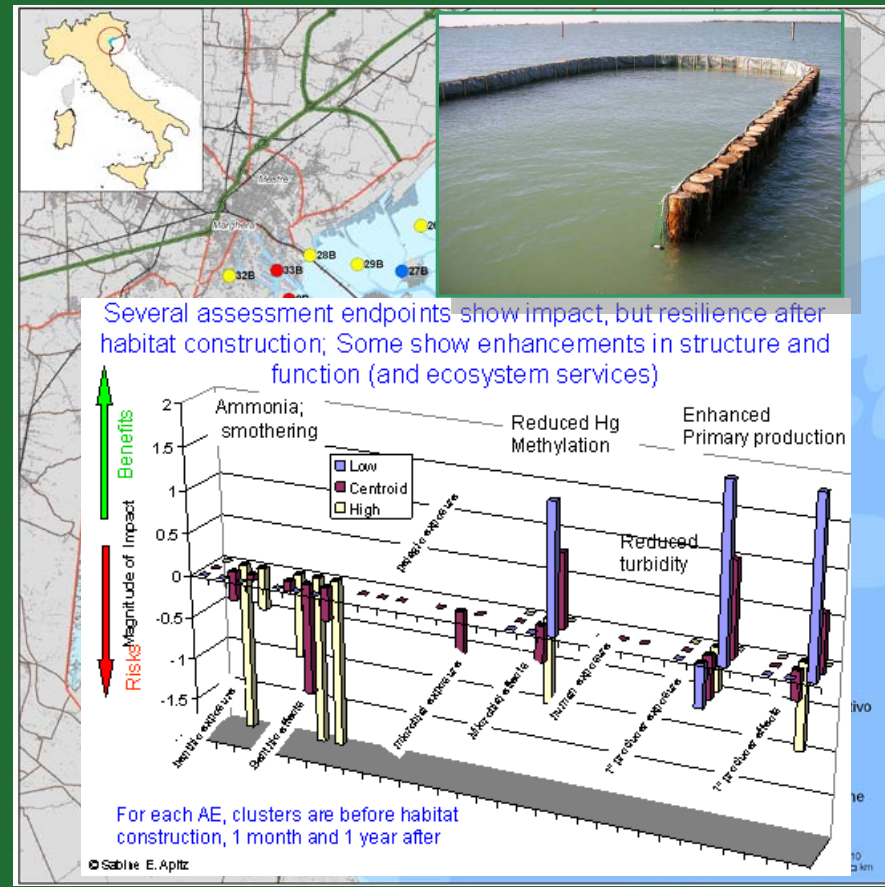 Mestre
Marghera
32B
33B
28B
29B
27B
Several assessment endpoints show impact, but resilience after
habitat construction; Some show enhancements in structure and
function (and ecosystem services)
Benefits
Magnitude of Impact
Risks
2
1.5
1
0.5
0
-0.5
-1
-1.5
Ammonia;
smothering
Low
Centroid
High
Reduced Hg
Methylation
Enhanced
Primary production
Reduced
turbidity
pelagic exposure
benthic exposure
Benthic effects
microbial exposure
Microbial effects
human exposure
1° producer exposure
1° producer effects
For each AE, clusters are before habitat
construction, 1 month and 1 year after
© Sabine E. Apitz